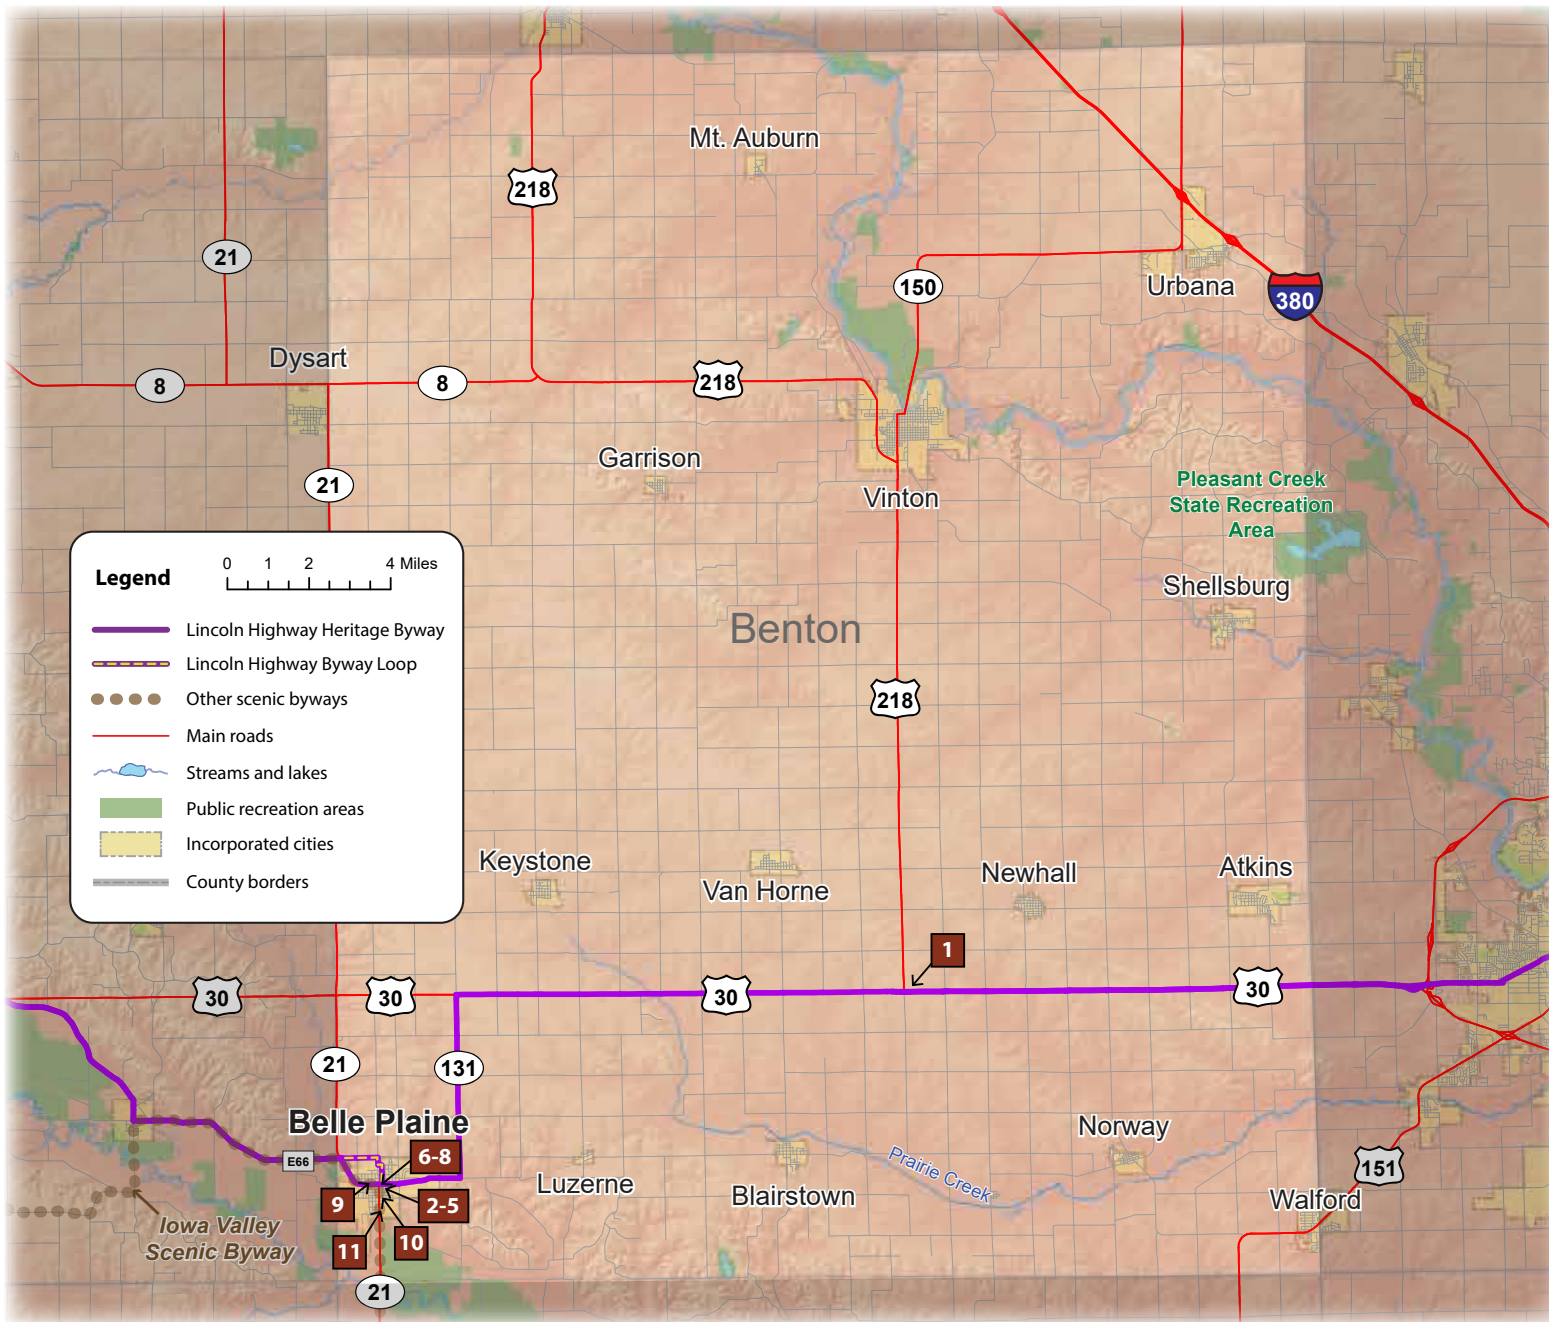 Mt. Auburn
218
21
150
Urbana
380
Dysart
8
8
218
Garrison
21
Vinton
Pleasant Creek
State Recreation
Area
Shellsburg
Legend
0 1 2 4 Miles
Lincoln Highway Heritage Byway
Lincoln Highway Byway Loop
Other scenic byways
Main roads
Streams and lakes
Public recreation areas
Incorporated cities
County borders
Benton
218
Keystone
Van Horne
Newhall
Atkins
1
30
30
30
30
21
131
Belle Plaine
E66
6-8
9
2-5
11
10
21
Luzerne
Blairstown
Prairie Creek
Norway
151
Walford
Iowa Valley
Scenic Byway